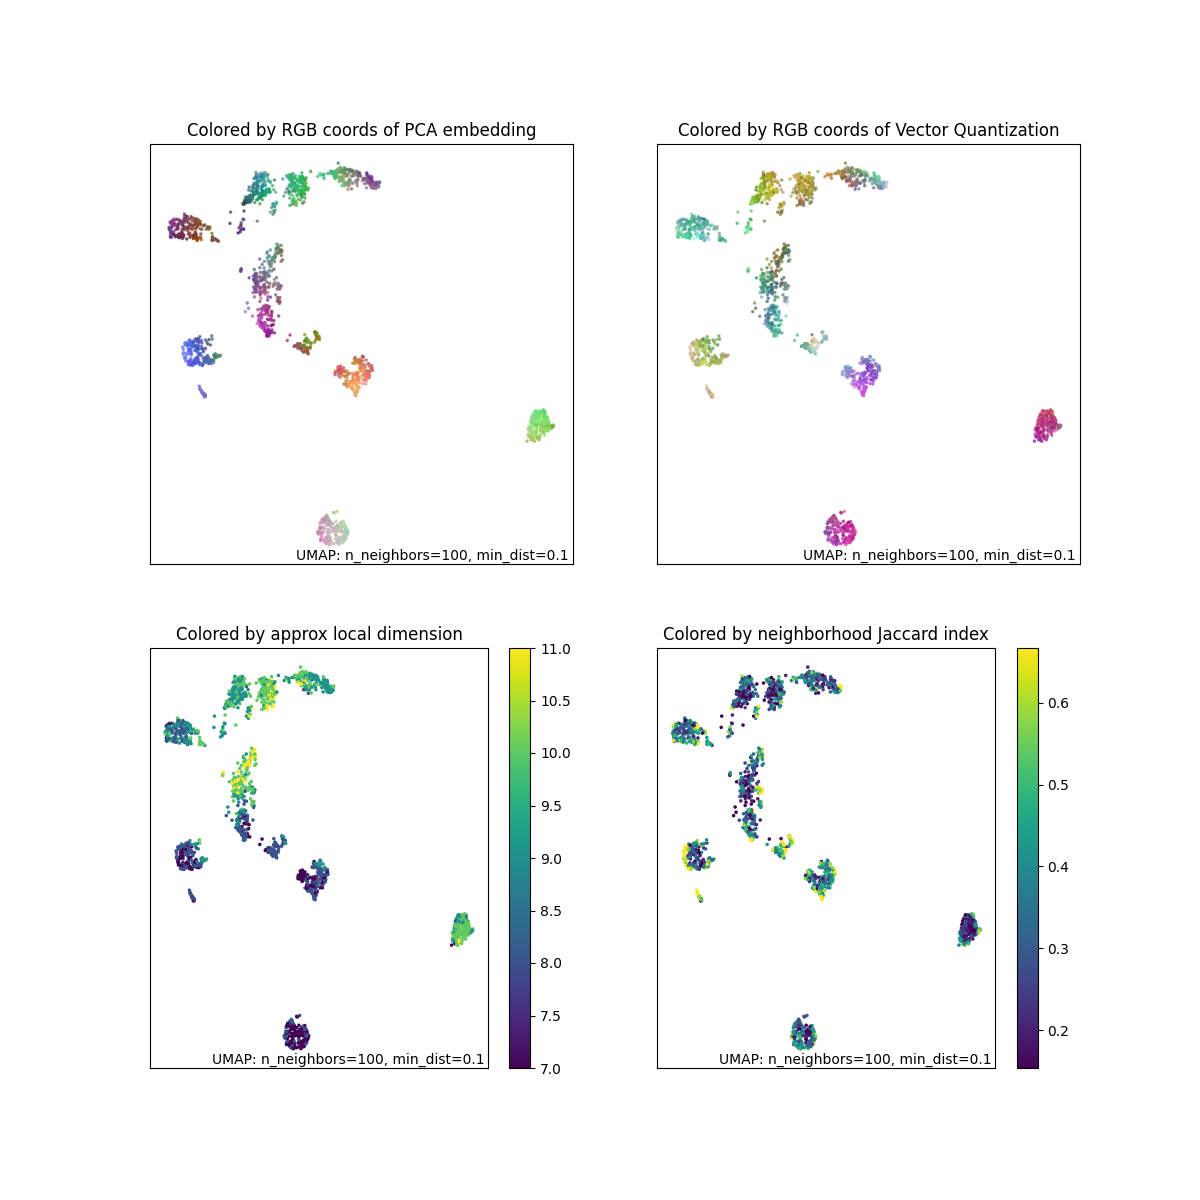 Colored by RGB coords of PCA embedding
Colored by RGB coords of Vector Quantization
UMAP: n_neighbors=100, min_dist=0.1
UMAP: n_neighbors=100, min_dist=0.1
Colored by approx local dimension
11.0
10.5
10.0
9.5
9.0
8.5
8.0
7.5
7.0
UMAP: n_neighbors=100, min_dist=0.1
Colored by neighborhood Jaccard index
0.6
0.5
0.4
0.3
0.2
UMAP: n_neighbors=100, min_dist=0.1